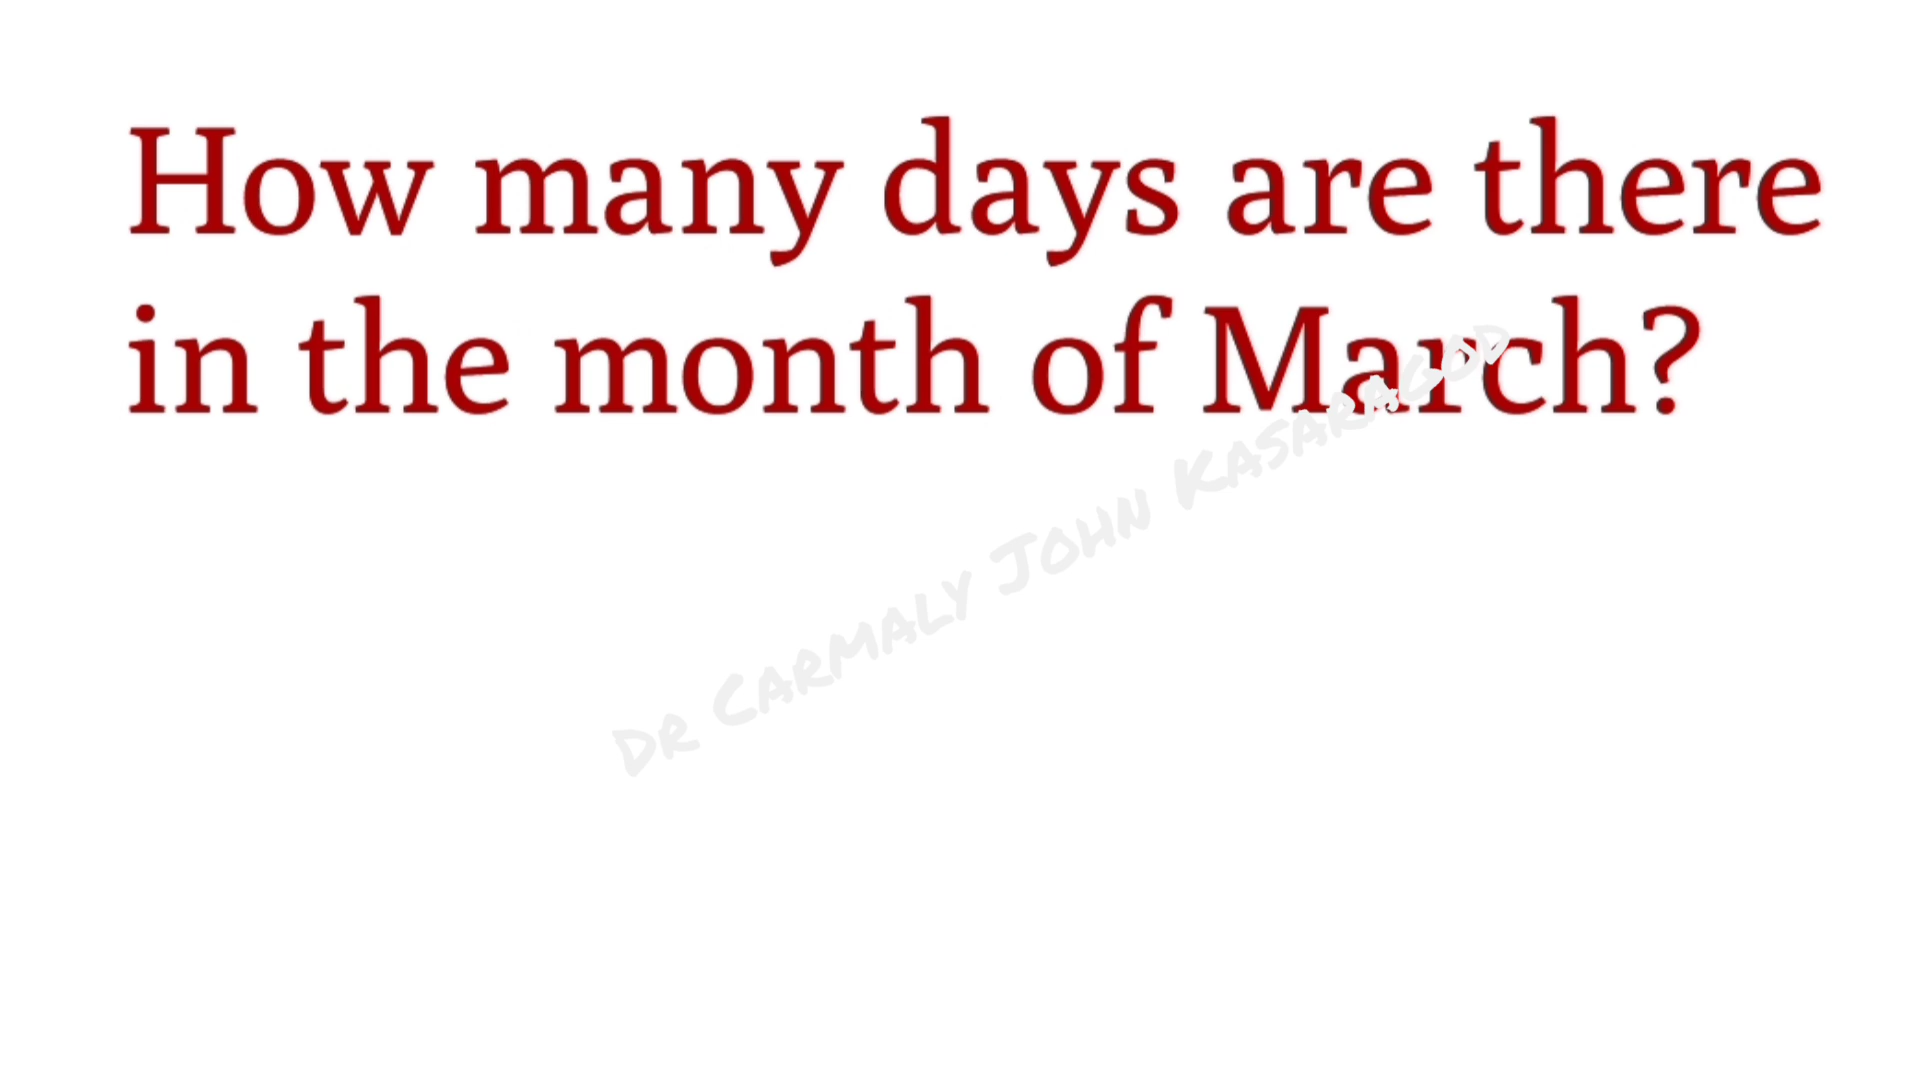 How many days are there
in the month of March?
Dr Carmaly John Kasaragod